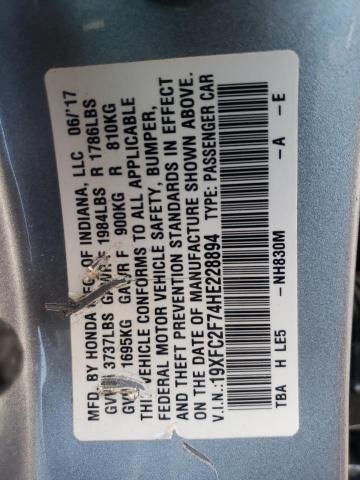 MFD. BY HONDA MFG. OF INDIANA, LLC 06/17
GVWR 3737LBS GAWR F 1984LBS R 1786LBS
GVWR 1695KG GAWR F 900KG R 810KG
THIS VEHICLE CONFORMS TO ALL APPLICABLE
FEDERAL MOTOR VEHICLE SAFETY, BUMPER,
AND THEFT PREVENTION STANDARDS IN EFFECT
ON THE DATE OF MANUFACTURE SHOWN ABOVE.
V.I.N.:19XFC2F74HE228894 TYPE: PASSENGER CAR
TBA H LE5 -NH830M -A -E